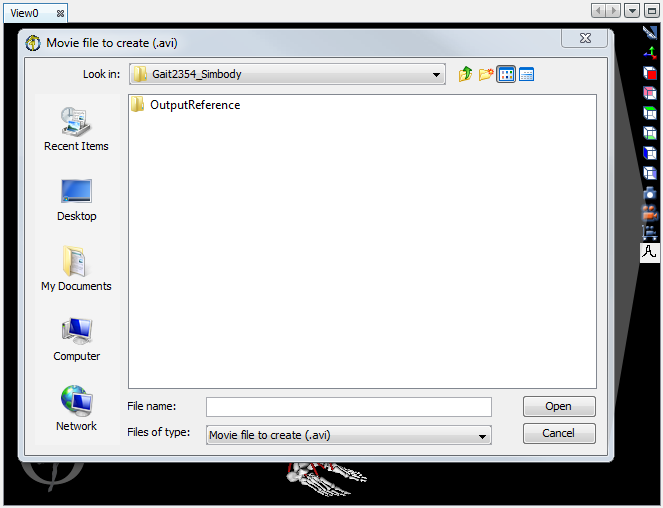 View0
Movie file to create (.avi)
Look in: Gait2354_Simbody
OutputReference
Recent Items
Desktop
My Documents
Computer
Network
File name:
Open
Files of type: Movie file to create (.avi)
Cancel